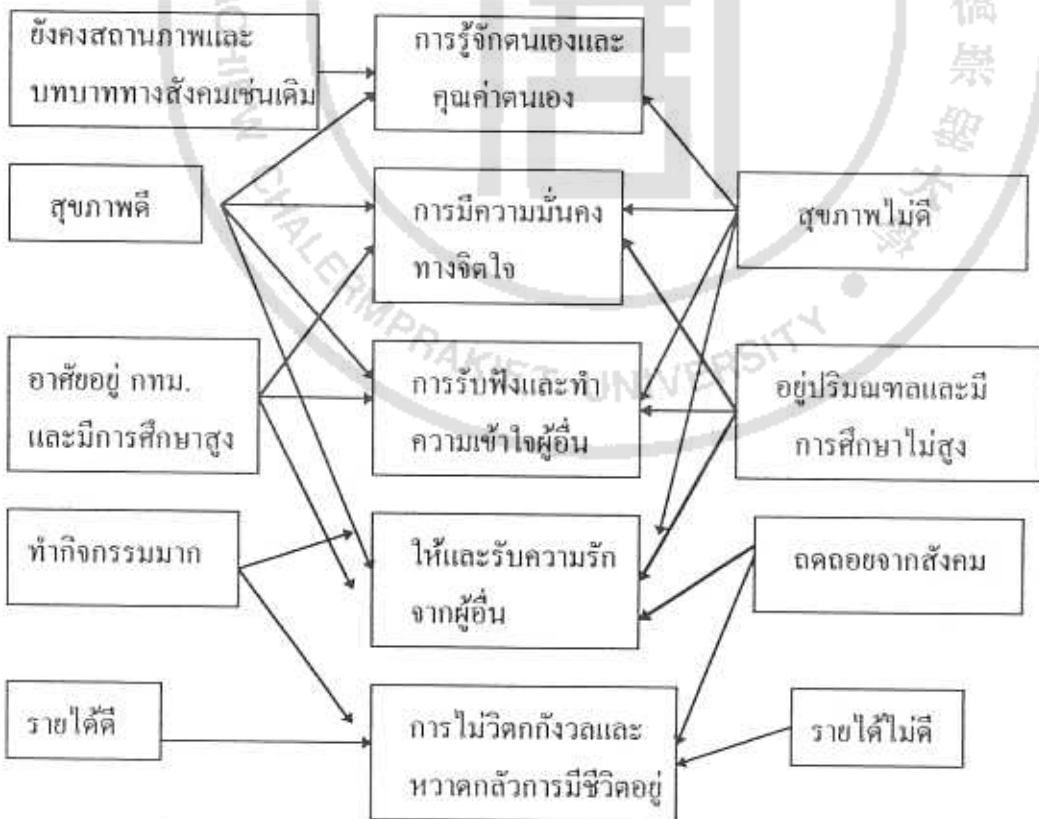 ยังคงสถานภาพและ
บทบาททางสังคมเช่นเดิม
การรู้จักตนเองและ
คุณค่าตนเอง
สุขภาพดี
การมีความมั่นคง
ทางจิตใจ
สุขภาพไม่ดี
อาศัยอยู่ กทม.
และมีการศึกษาสูง
การรับฟังและทำ
ความเข้าใจผู้อื่น
อยู่ปริมณฑลและมี
การศึกษาไม่สูง
ทำกิจกรรมมาก
ให้และรับความรัก
จากผู้อื่น
ถดถอยจากสังคม
รายได้ดี
การไม่วิตกกังวลและ
หวาดกลัวการมีชีวิตอยู่
รายได้ไม่ดี
CHALERMPRAKIET UNIVERSITY